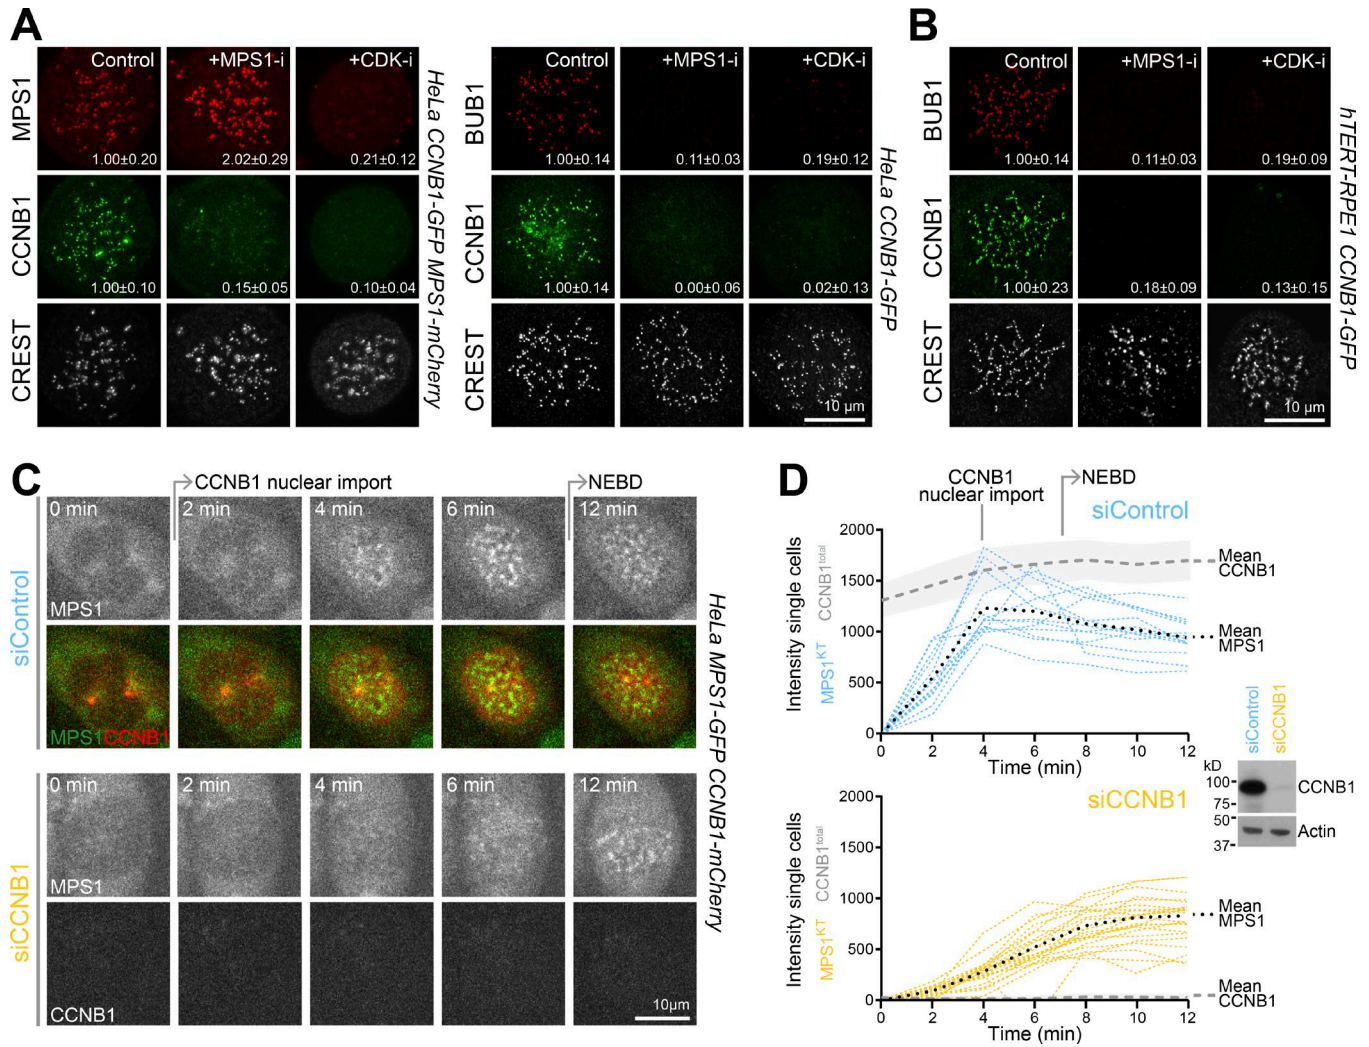 A
Control
+MPS1-i
+CDK-i
MPS1
1.00±0.20
2.02±0.29
0.21±0.12
CCNB1
1.00±0.10
0.15±0.05
0.10±0.04
CREST
HeLa CCNB1-GFP MPS1-mCherry
Control
+MPS1-i
+CDK-i
BUB1
1.00±0.14
0.11±0.03
0.19±0.12
CCNB1
1.00±0.14
0.00±0.06
0.02±0.13
CREST
10 µm
HeLa CCNB1-GFP
B
Control
+MPS1-i
+CDK-i
BUB1
1.00±0.14
0.11±0.03
0.19±0.09
CCNB1
1.00±0.23
0.18±0.09
0.13±0.15
CREST
10 µm
hTERT-RPE1 CCNB1-GFP
C
CCNB1 nuclear import
NEBD
siControl
0 min
2 min
4 min
6 min
12 min
MPS1
MPS1CCNB1
siCCNB1
0 min
2 min
4 min
6 min
12 min
MPS1
CCNB1
10µm
HeLa MPS1-GFP CCNB1-mCherry
D
CCNB1
nuclear import
NEBD
siControl
Intensity single cells
MPS1KT
CCNB1total
2000
1500
1000
500
0
0 2 4 6 8 10 12
Time (min)
Mean
CCNB1
Mean
MPS1
siControl
siCCNB1
kD
100
75
50
37
CCNB1
Actin
siCCNB1
Intensity single cells
MPS1KT
CCNB1total
2000
1500
1000
500
0
0 2 4 6 8 10 12
Time (min)
Mean
MPS1
Mean
CCNB1